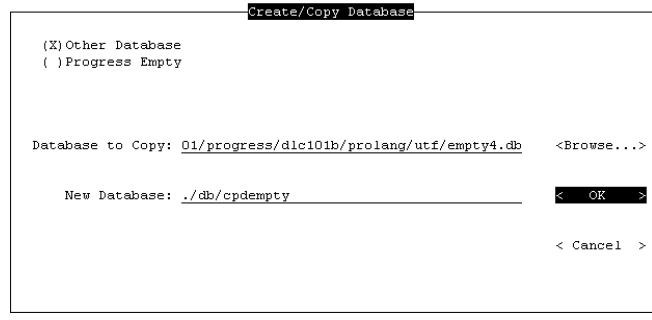 Create/Copy Database
(X)Other Database
( )Progress Empty
Database to Copy: 01/progress/dlc101b/prolang/utf/empty4.db <Browse...>
New Database: ./db/cpdempty < OK >
< Cancel >